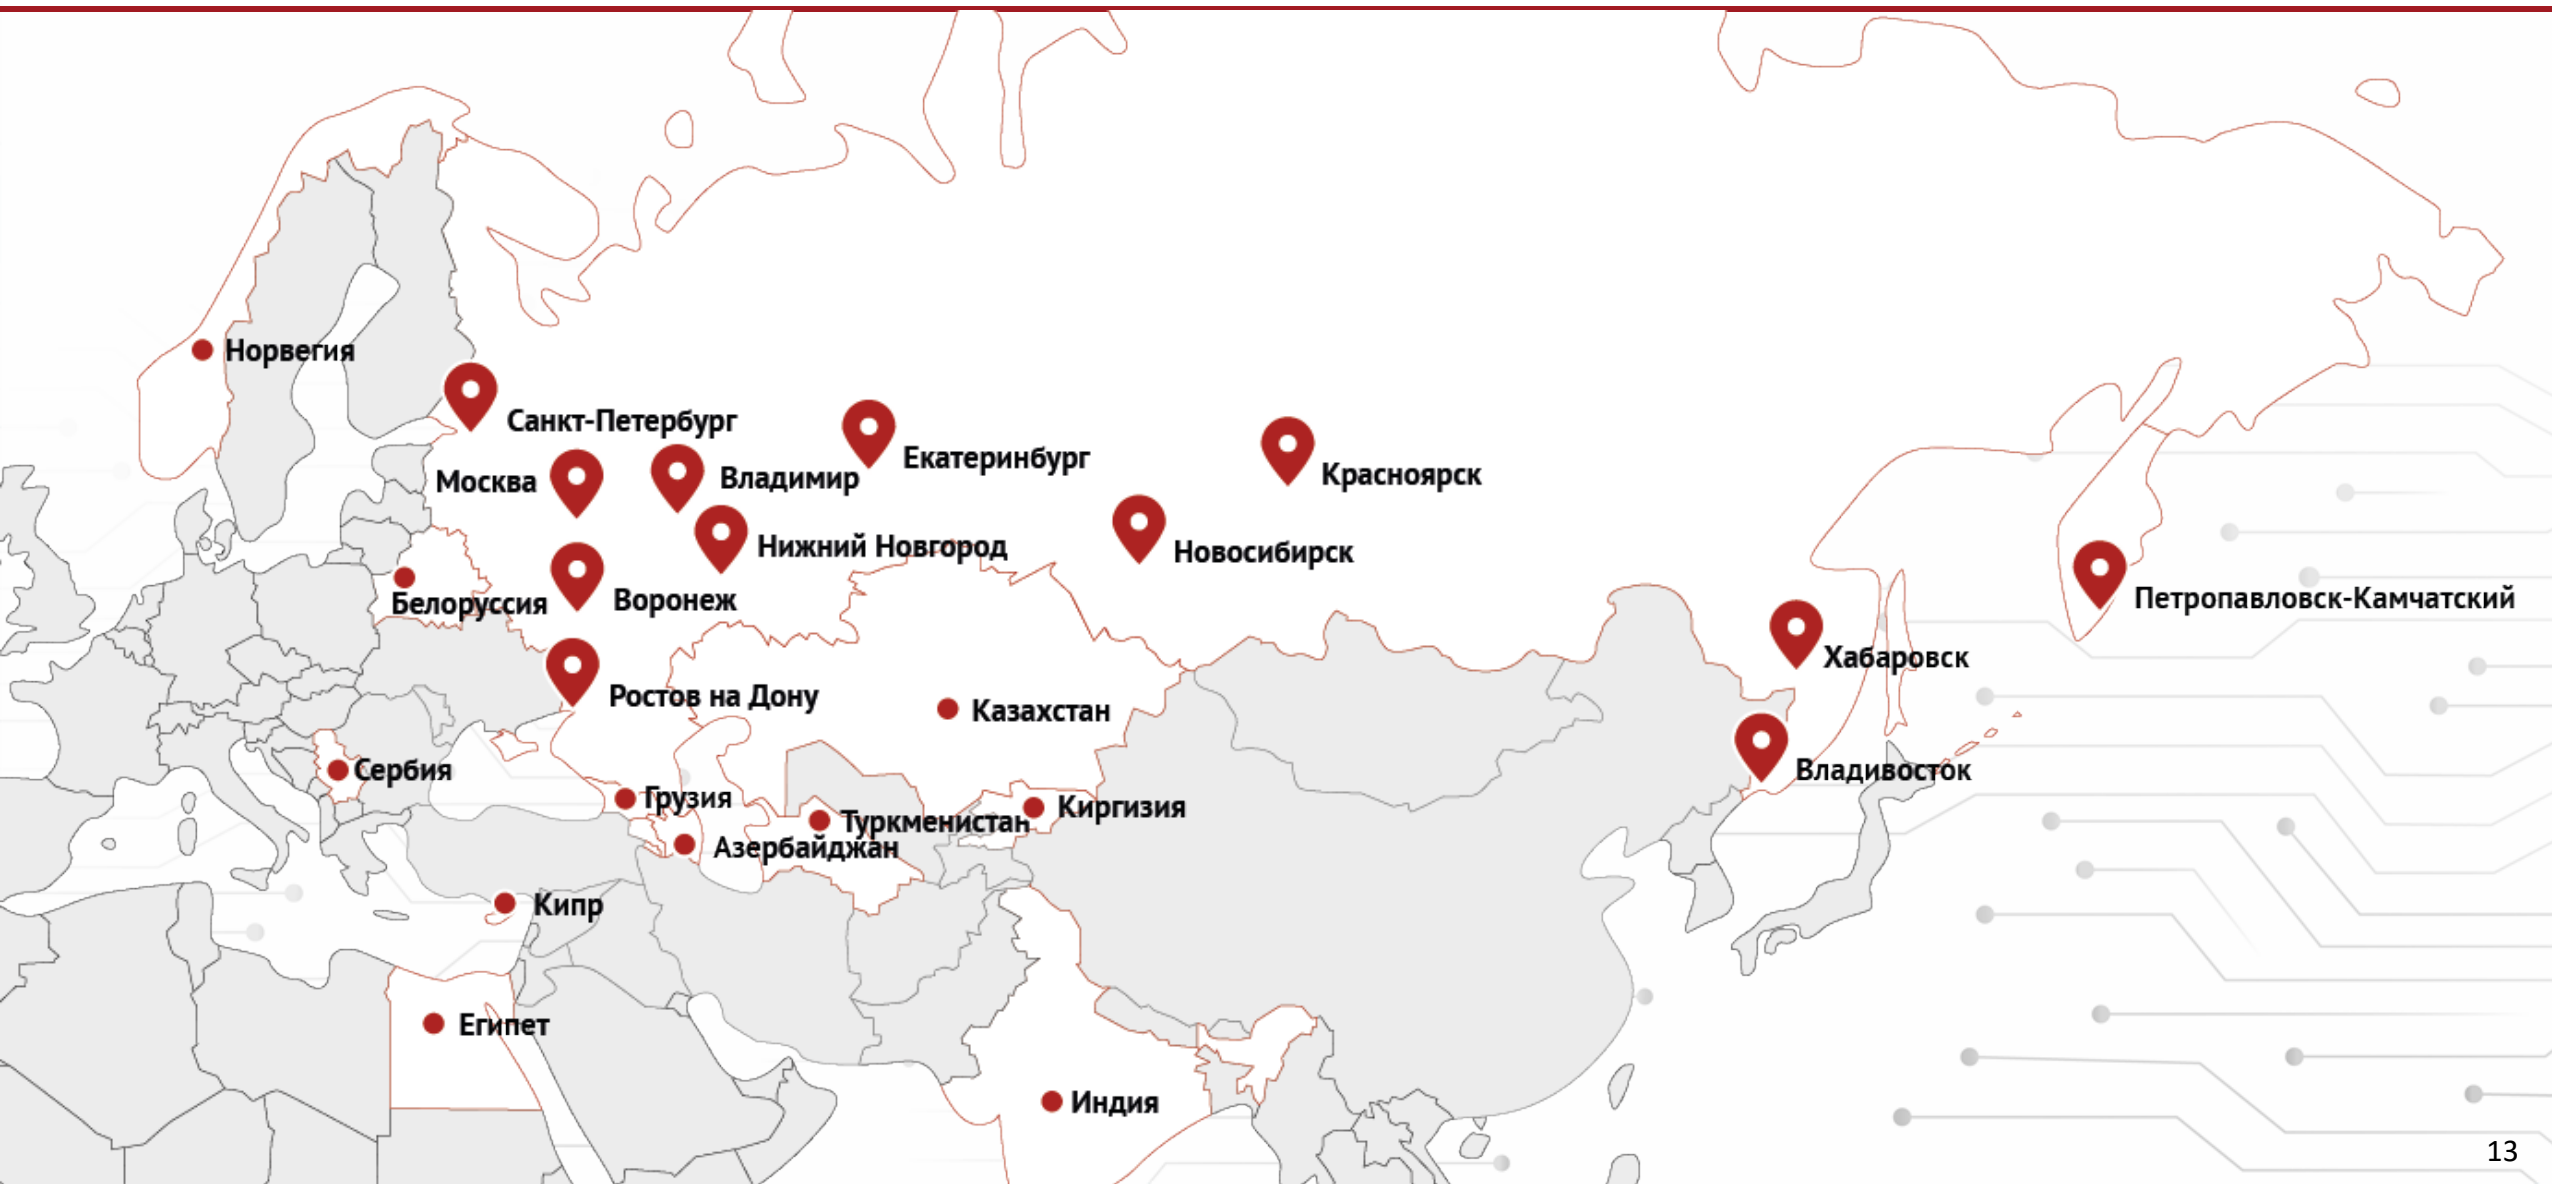 Норвегия
Санкт-Петербург
Екатеринбург
Красноярск
Москва
Владимир
Нижний Новгород
Новосибирск
Белоруссия
Воронеж
Петропавловск-Камчатский
Хабаровск
Ростов на Дону
Казахстан
Сербия
Владивосток
Грузия
Киргизия
Туркменистан
Азербайджан
Кипр
Египет
Индия
13